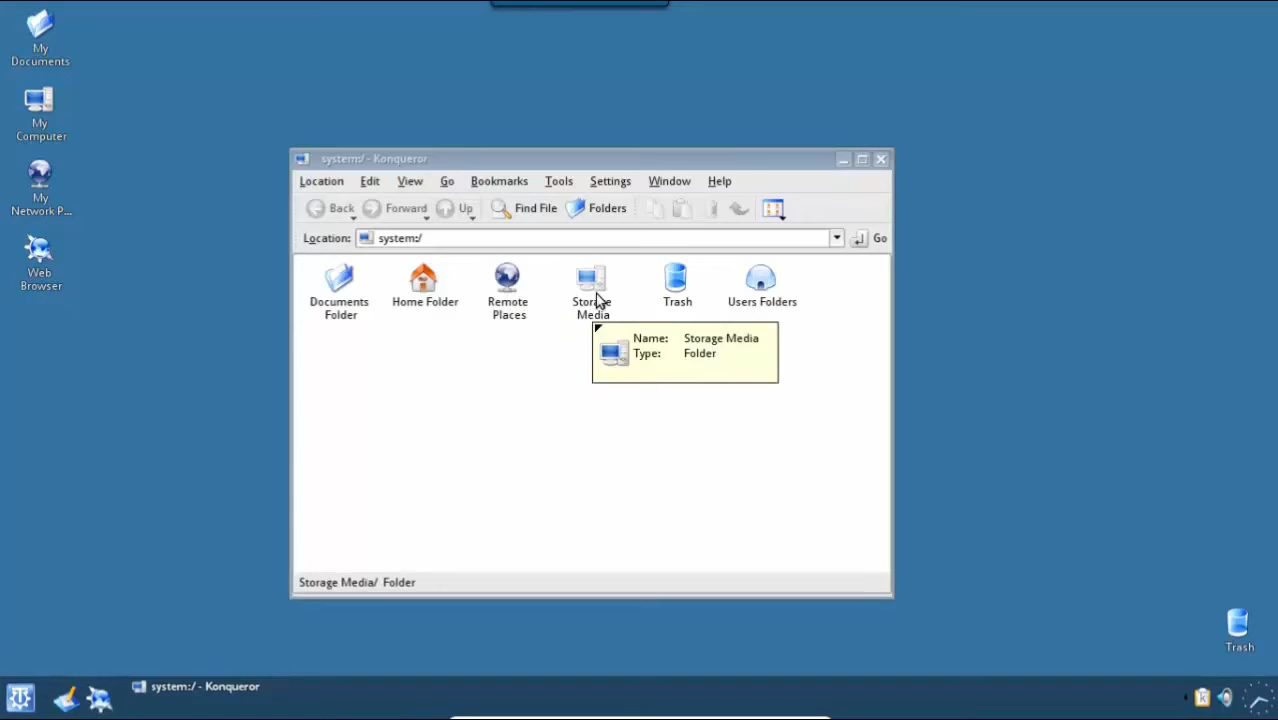 My
Documents
My
Computer
My
Network P...
Web
Browser
system:/ - Konqueror
Location Edit View Go Bookmarks Tools Settings Window Help
Back Forward Up Find File Folders
Location: system:/ Go
Documents
Folder
Home Folder
Remote
Places
Storage
Media
Trash
Users Folders
Name: Storage Media
Type: Folder
Storage Media/ Folder
Trash
system:/ - Konqueror